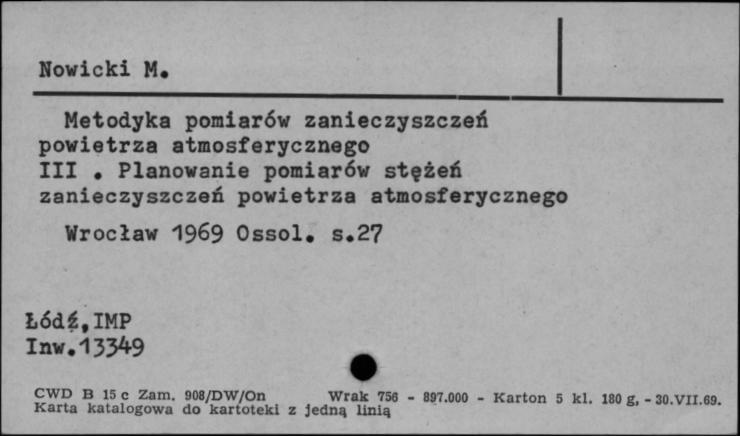 Nowicki M.
Metodyka pomiarów zanieczyszczeń
powietrza atmosferycznego
III . Planowanie pomiarów stężeń
zanieczyszczeń powietrza atmosferycznego
Wrocław 1969 Ossol. s.27
Łódź,IMP
Inw.13349
CWD B 15 c Zam. 908/DW/On Wrak 756 - 897.000 - Karton 5 kl. 180 g, - 30.VII.69.
Karta katalogowa do kartoteki z jedną linią